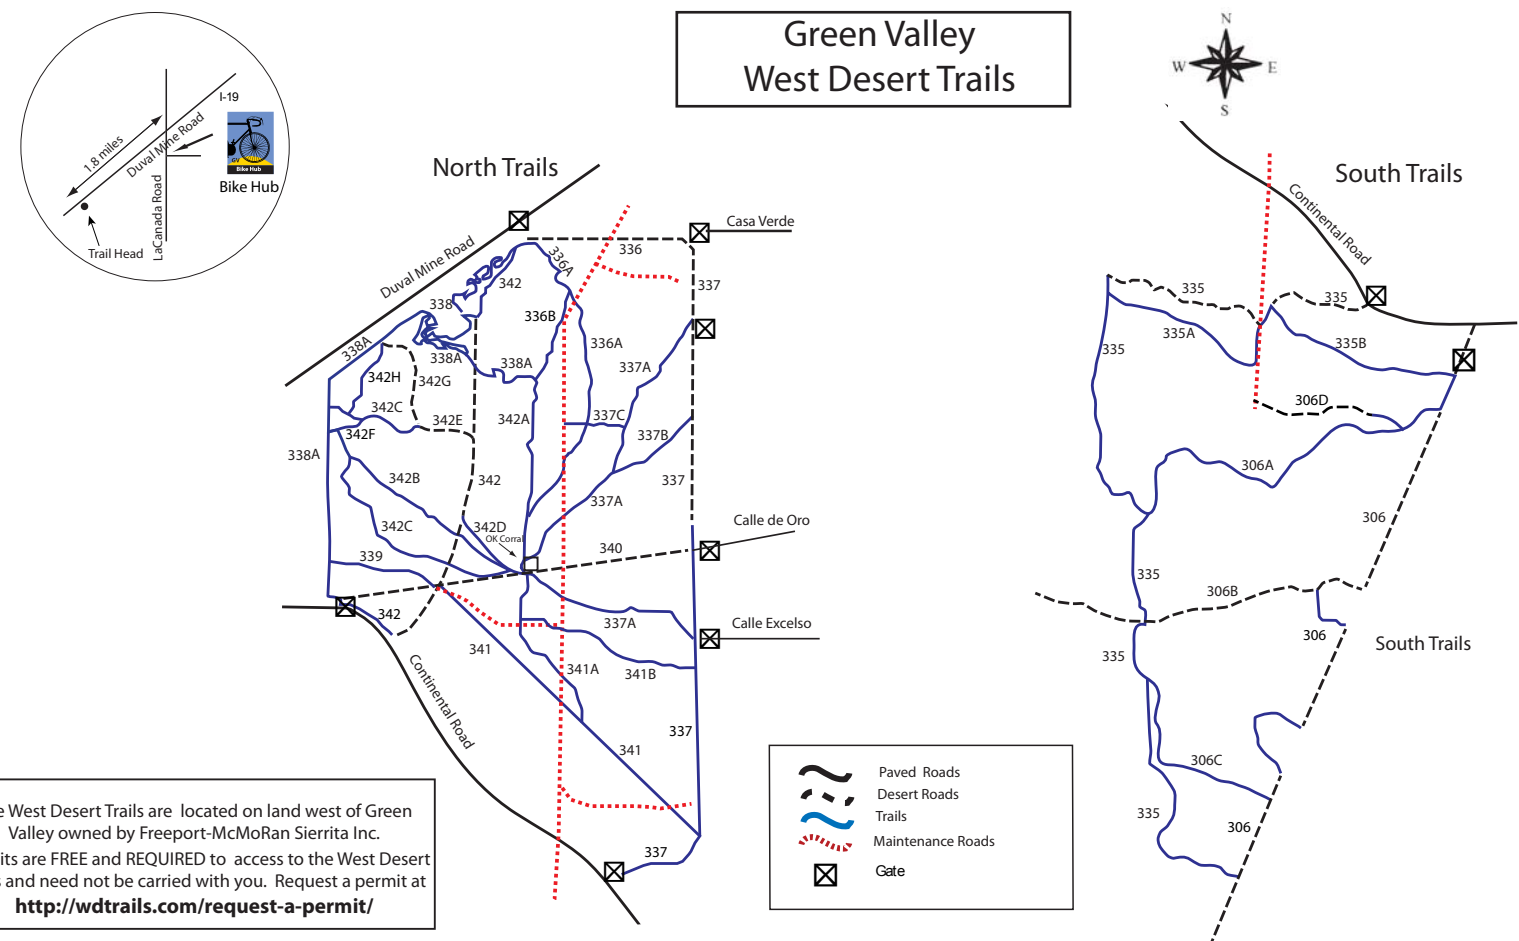 Green Valley
West Desert Trails
N
W
E
S
I-19
1.8 miles
Duval Mine Road
LaCanada Road
GV
Bike Hub
Bike Hub
Trail Head
North Trails
Duval Mine Road
Casa Verde
336
336A
337
342
338
336B
338A
336A
338A
338A
337A
342H
342G
342C
342E
342A
337C
342F
337B
338A
342B
342
337
337A
342C
342D
OK Corral
Calle de Oro
340
339
342
337A
Calle Excelso
341
341A
341B
Continental Road
337
341
337
South Trails
Continental Road
335
335
335A
335B
335
306D
306A
306
335
306B
306
South Trails
335
306C
335
306
Paved Roads
Desert Roads
Trails
Maintenance Roads
Gate
e West Desert Trails are located on land west of Green
Valley owned by Freeport-McMoRan Sierrita Inc.
its are FREE and REQUIRED to access to the West Desert
s and need not be carried with you. Request a permit at
http://wdtrails.com/request-a-permit/